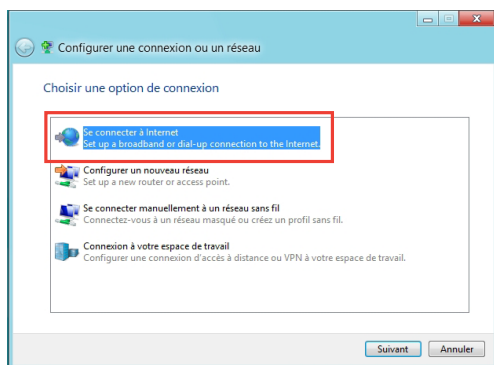 Configurer une connexion ou un réseau
Choisir une option de connexion
Se connecter à Internet
Set up a broadband or dial-up connection to the Internet.
Configurer un nouveau réseau
Set up a new router or access point.
Se connecter manuellement à un réseau sans fil
Connectez-vous à un réseau masqué ou créez un profil sans fil.
Connexion à votre espace de travail
Configurer une connexion d'accès à distance ou VPN à votre espace de travail.
Suivant Annuler